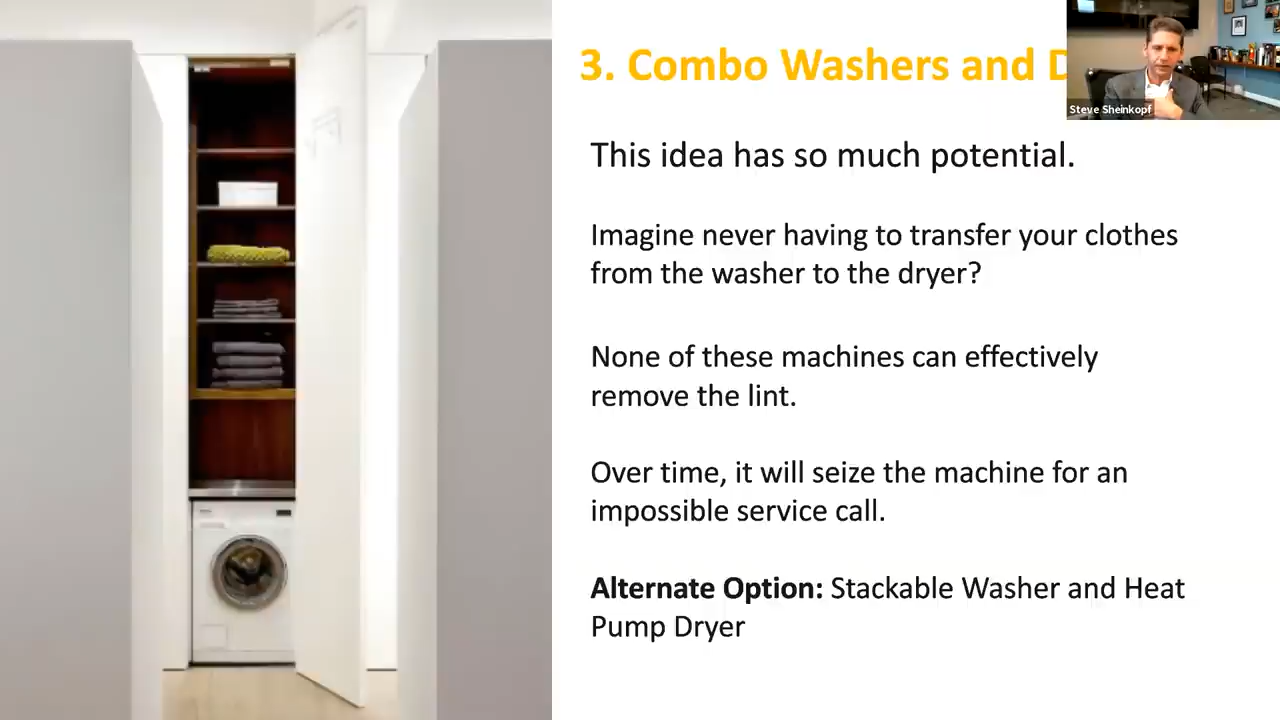 3. Combo Washers and
Steve Sheinkopf
This idea has so much potential.
Imagine never having to transfer your clothes
from the washer to the dryer?
None of these machines can effectively
remove the lint.
Over time, it will seize the machine for an
impossible service call.
Alternate Option: Stackable Washer and Heat
Pump Dryer